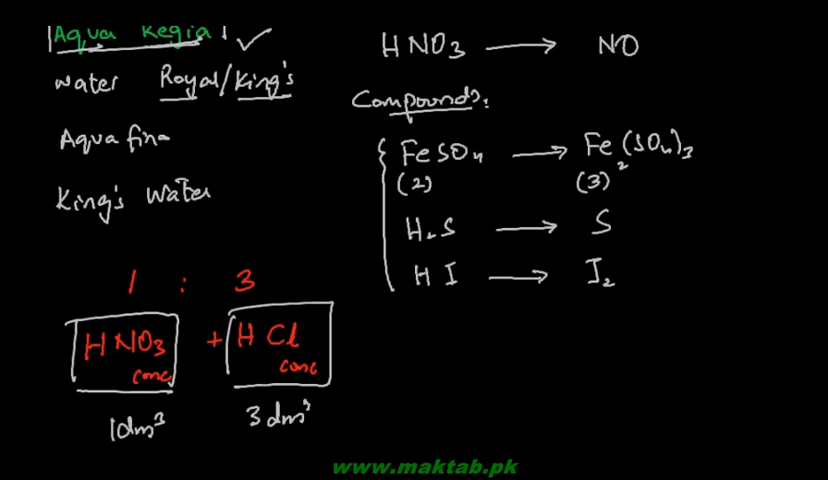 Aqua Regia
water Royal/King's
Aqua fina
King's Water
1 : 3
HNO3 conc + HCl conc
1dm³ 3dm³
HNO3 → NO
Compounds:
FeSO4 → Fe2(SO4)3
(2) (3)
H2S → S
HI → I2
www.maktab.pk